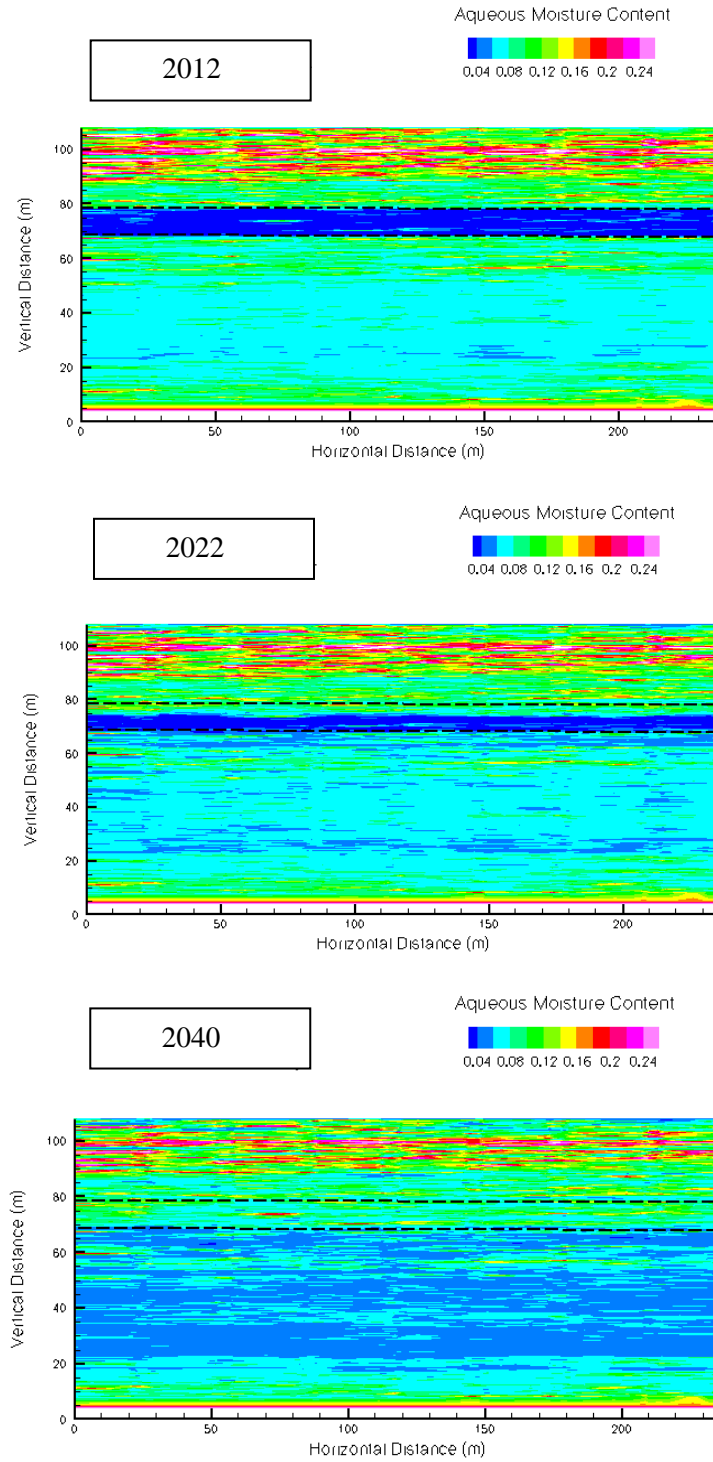 Aqueous Moisture Content
2012
0.04 0.08 0.12 0.16 0.2 0.24
100
80
60
40
20
0
Vertical Distance (m)
0 50 100 150 200
Horizontal Distance (m)
Aqueous Moisture Content
2022
0.04 0.08 0.12 0.16 0.2 0.24
100
80
60
40
20
0
Vertical Distance (m)
0 50 100 150 200
Horizontal Distance (m)
Aqueous Moisture Content
2040
0.04 0.08 0.12 0.16 0.2 0.24
100
80
60
40
20
0
Vertical Distance (m)
0 50 100 150 200
Horizontal Distance (m)